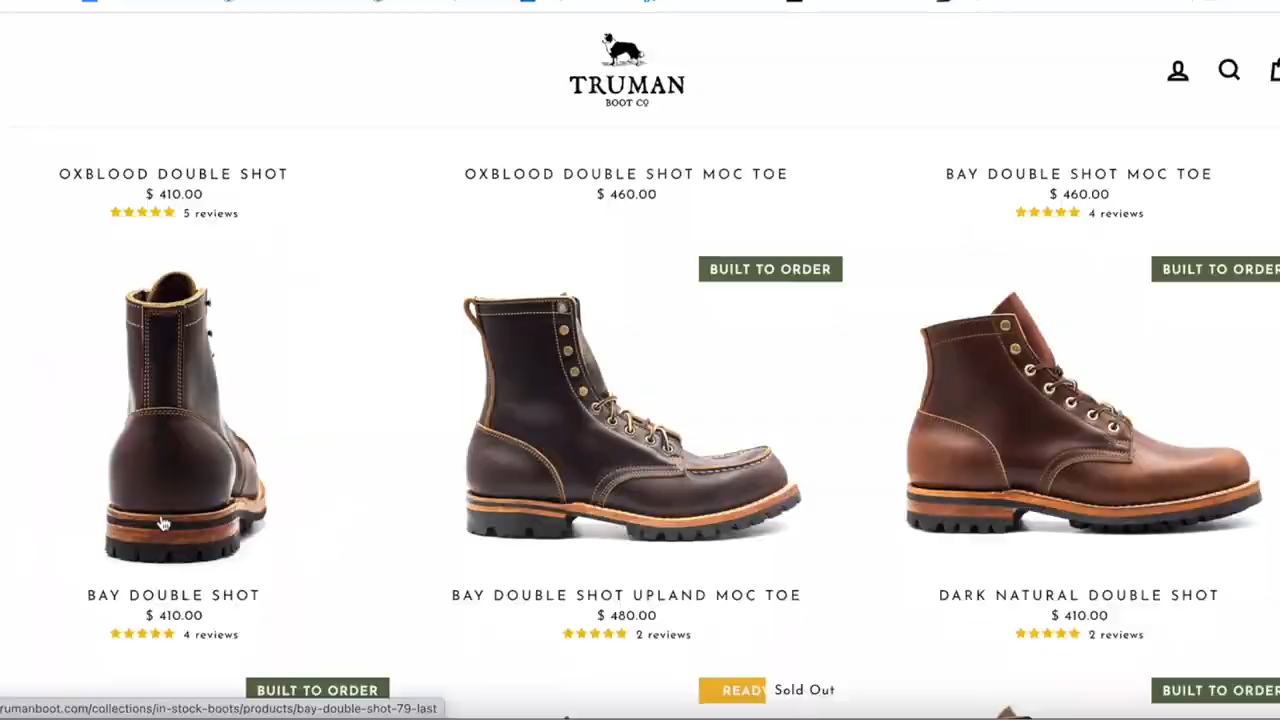 TRUMAN
BOOT CO
OXBLOOD DOUBLE SHOT
$ 410.00
5 reviews
OXBLOOD DOUBLE SHOT MOC TOE
$ 460.00
BAY DOUBLE SHOT MOC TOE
$ 460.00
4 reviews
BUILT TO ORDER
BUILT TO ORDER
BAY DOUBLE SHOT
$ 410.00
4 reviews
BAY DOUBLE SHOT UPLAND MOC TOE
$ 480.00
2 reviews
DARK NATURAL DOUBLE SHOT
$ 410.00
2 reviews
BUILT TO ORDER
READY Sold Out
BUILT TO ORDER
rumanboot.com/collections/in-stock-boots/products/bay-double-shot-79-last